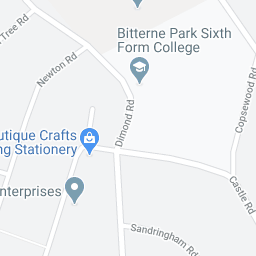 Bitterne Park Sixth
Form College
Tree Rd
Newton Rd
Copsewood Rd
Dimond Rd
utique Crafts
ng Stationery
nterprises
Castle Rd
Sandringham Rd